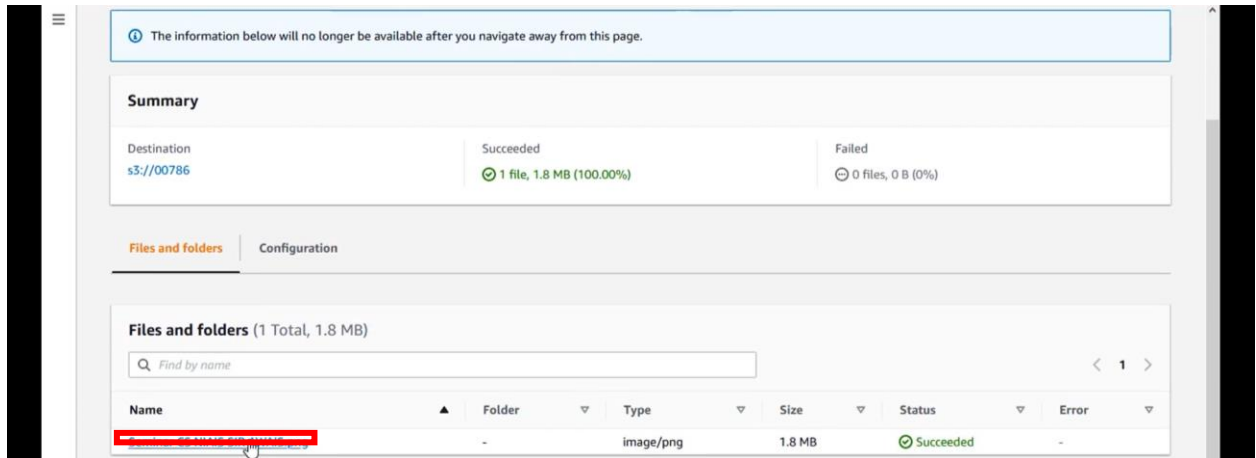 The information below will no longer be available after you navigate away from this page.
Summary
Destination Succeeded Failed
s3://00786 1 file, 1.8 MB (100.00%) 0 files, 0 B (0%)
Files and folders Configuration
Files and folders (1 Total, 1.8 MB)
Find by name 1
Name Folder Type Size Status Error
- image/png 1.8 MB Succeeded -